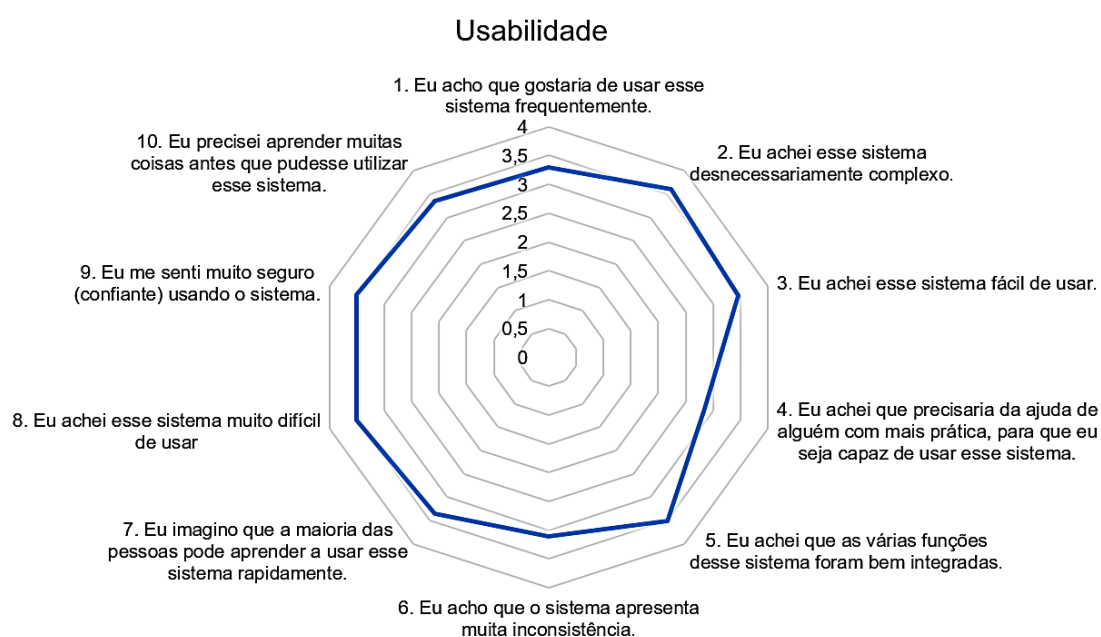 Usabilidade
1. Eu acho que gostaria de usar esse
sistema frequentemente.
2. Eu achei esse sistema
desnecessariamente complexo.
3. Eu achei esse sistema fácil de usar.
4. Eu achei que precisaria da ajuda de
alguém com mais prática, para que eu
seja capaz de usar esse sistema.
5. Eu achei que as várias funções
desse sistema foram bem integradas.
6. Eu acho que o sistema apresenta
muita inconsistência.
7. Eu imagino que a maioria das
pessoas pode aprender a usar esse
sistema rapidamente.
8. Eu achei esse sistema muito difícil
de usar
9. Eu me senti muito seguro
(confiante) usando o sistema.
10. Eu precisei aprender muitas
coisas antes que pudesse utilizar
esse sistema.
4
3,5
3
2,5
2
1,5
1
0,5
0